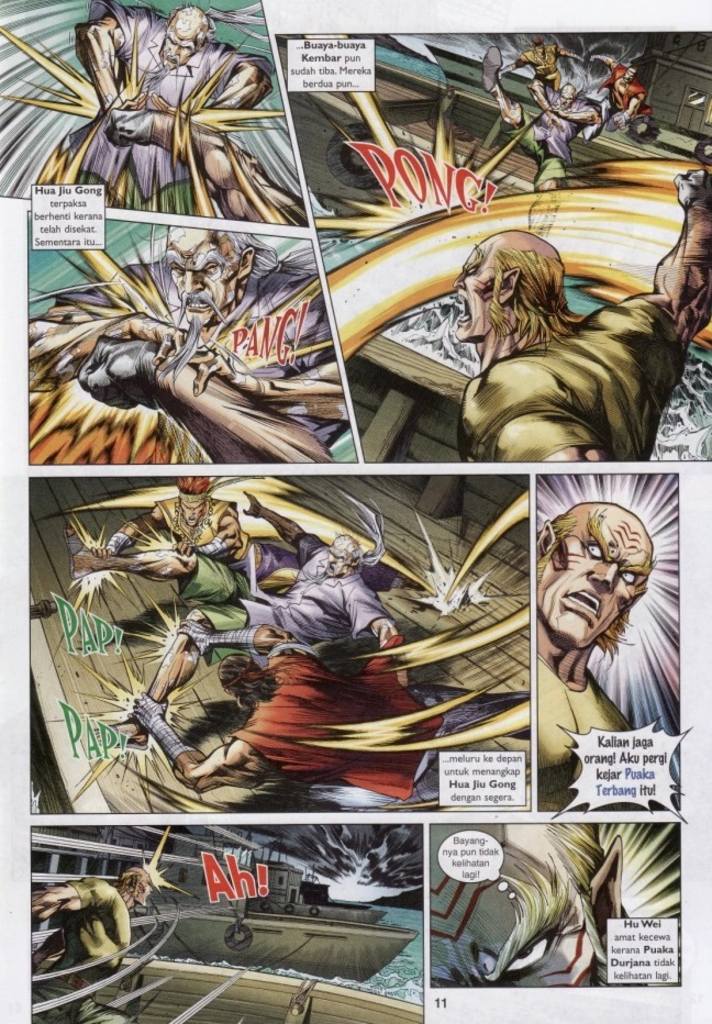 Hua Jiu Gong
terpaksa
berhenti kerana
telah disekat.
Sementara itu...
PANG!
...Buaya-buaya
Kembar pun
sudah tiba. Mereka
berdua pun...
PONG!
PAP!
PAP!
...meluru ke depan
untuk menangkap
Hua Jiu Gong
dengan segera.
Kalian jaga
orang! Aku pergi
kejar Puaka
Terbang itu!
Ah!
Bayang-
nya pun tidak
kelihatan
lagi!
Hu Wei
amat kecewa
kerana Puaka
Durjana tidak
kelihatan lagi.
11